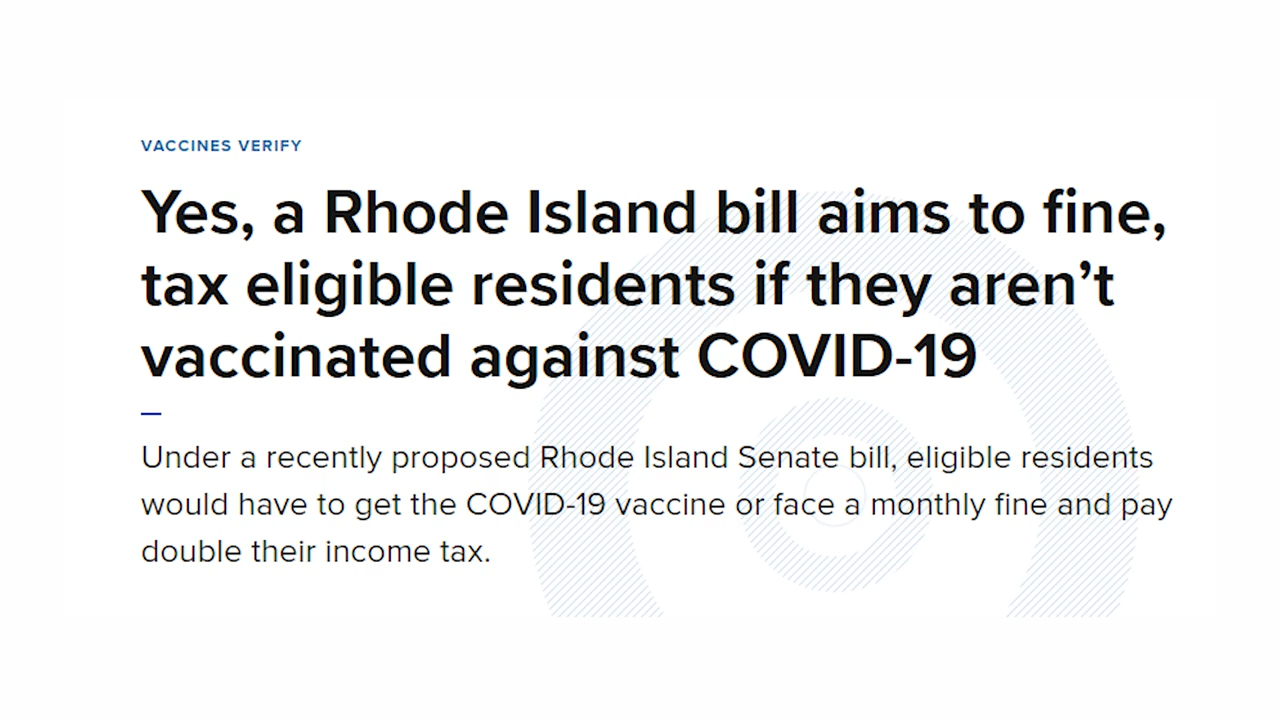 VACCINES VERIFY
Yes, a Rhode Island bill aims to fine,
tax eligible residents if they aren’t
vaccinated against COVID-19
Under a recently proposed Rhode Island Senate bill, eligible residents
would have to get the COVID-19 vaccine or face a monthly fine and pay
double their income tax.